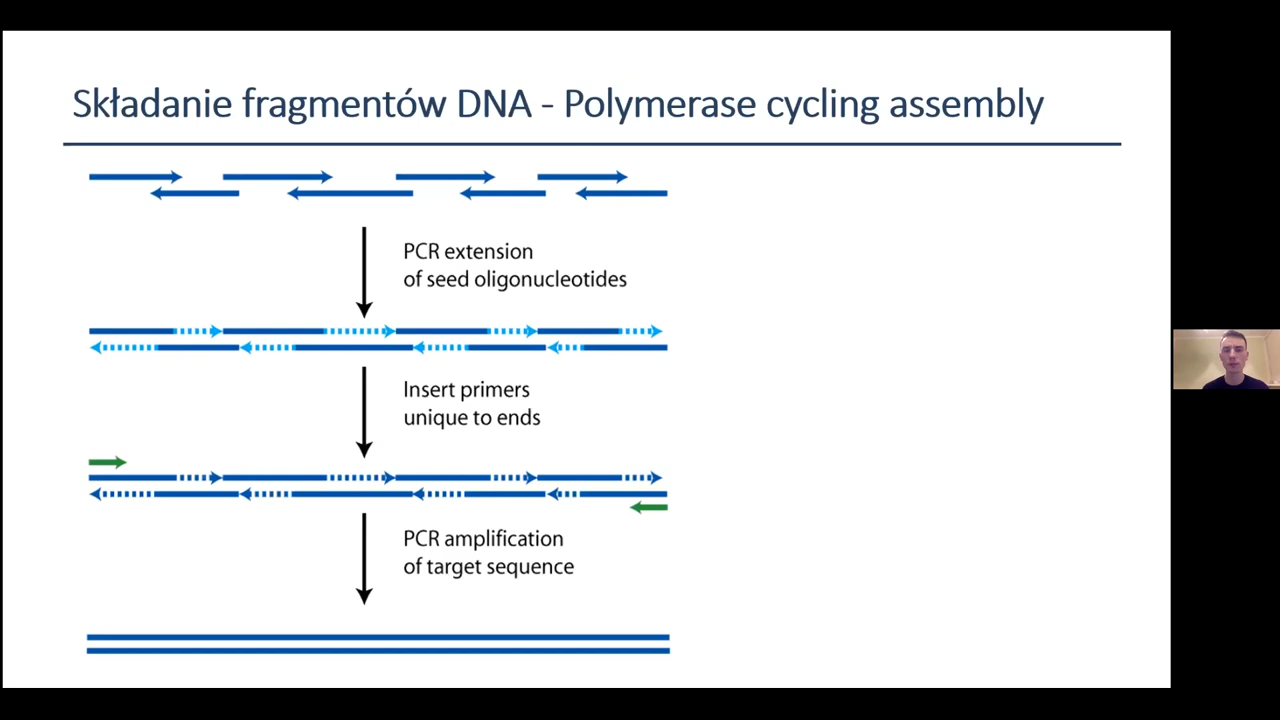 Składanie fragmentów DNA - Polymerase cycling assembly
PCR extension
of seed oligonucleotides
Insert primers
unique to ends
PCR amplification
of target sequence